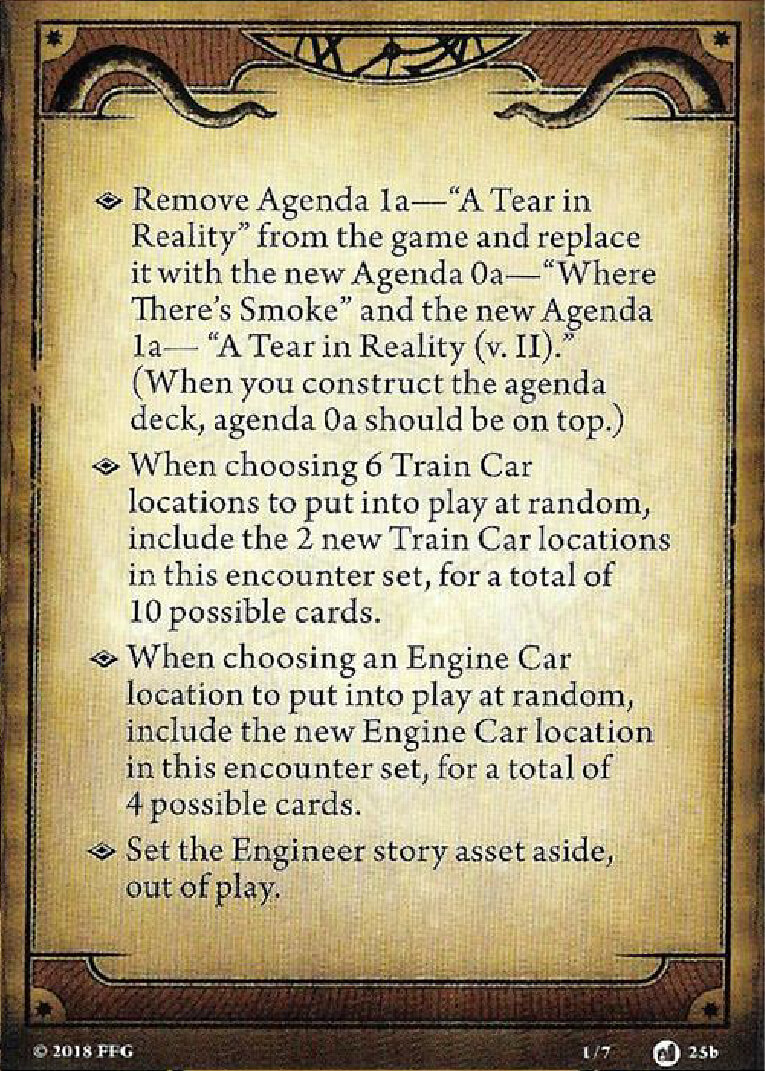 Remove Agenda 1a—“A Tear in
Reality” from the game and replace
it with the new Agenda 0a—“Where
There’s Smoke” and the new Agenda
1a— “A Tear in Reality (v. II).”
(When you construct the agenda
deck, agenda 0a should be on top.)
When choosing 6 Train Car
locations to put into play at random,
include the 2 new Train Car locations
in this encounter set, for a total of
10 possible cards.
When choosing an Engine Car
location to put into play at random,
include the new Engine Car location
in this encounter set, for a total of
4 possible cards.
Set the Engineer story asset aside,
out of play.
© 2018 FFG 1/7 25b